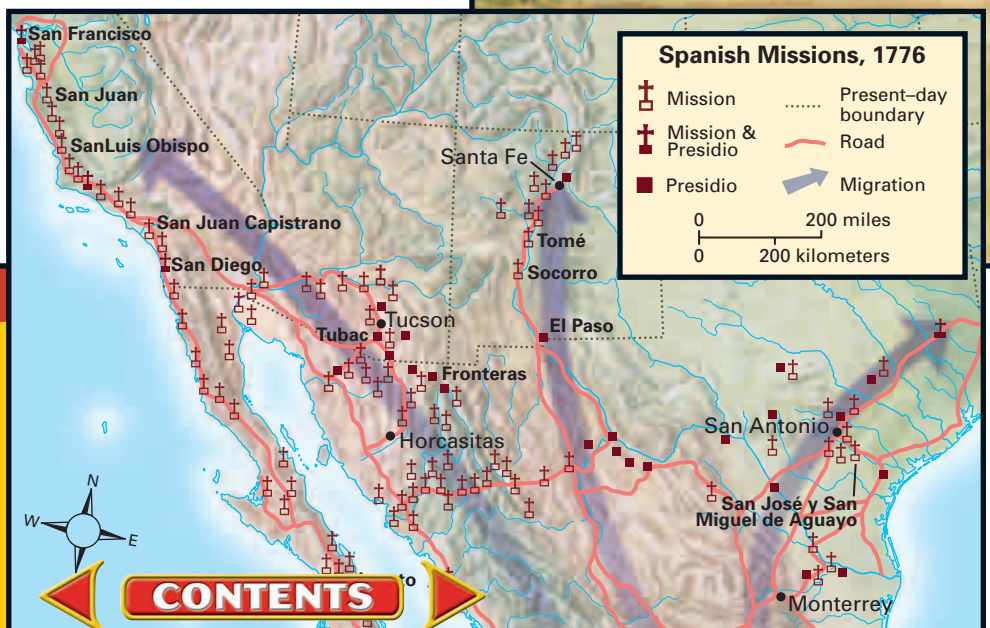 San Francisco
San Juan
SanLuis Obispo
San Juan Capistrano
San Diego
Santa Fe
Tomé
Socorro
El Paso
Tucson
Tubac
Fronteras
Horcasitas
San Antonio
San José y San
Miguel de Aguayo
Monterrey
Spanish Missions, 1776
Mission
Mission &
Presidio
Presidio
Present–day
boundary
Road
Migration
0 200 miles
0 200 kilometers
N
W
E
S
CONTENTS